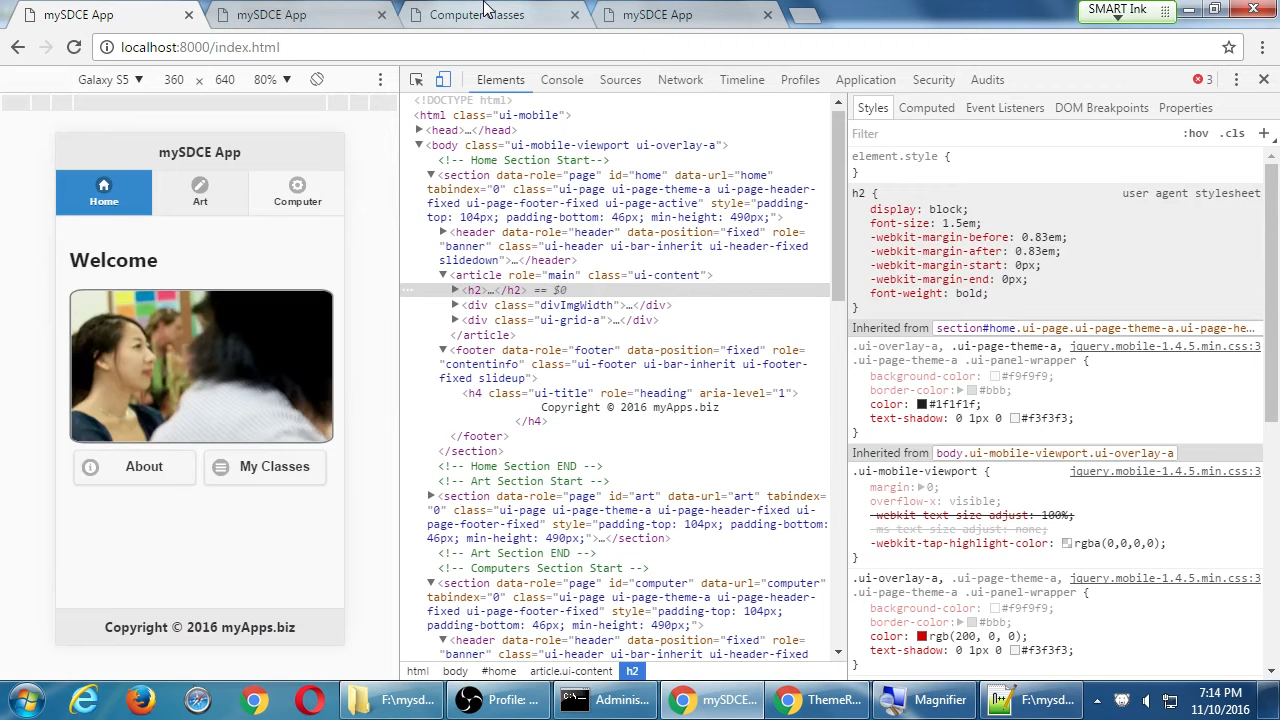 mySDCE App
mySDCE App
Computer Classes
mySDCE App
SMART Ink
localhost:8000/index.html
Galaxy S5 ▼ 360 × 640 80% ▼
Elements Console Sources Network Timeline Profiles Application Security Audits 3
mySDCE App
Home
Art
Computer
Welcome
About
My Classes
Copyright © 2016 myApps.biz
<!DOCTYPE html>
<html class="ui-mobile">
<head>…</head>
<body class="ui-mobile-viewport ui-overlay-a">
<!-- Home Section Start-->
<section data-role="page" id="home" data-url="home"
tabindex="0" class="ui-page ui-page-theme-a ui-page-header-
fixed ui-page-footer-fixed ui-page-active" style="padding-
top: 104px; padding-bottom: 46px; min-height: 490px;">
<header data-role="header" data-position="fixed" role=
"banner" class="ui-header ui-bar-inherit ui-header-fixed
slidedown">…</header>
<article role="main" class="ui-content">
… <h2>…</h2> == $0
<div class="divImgWidth">…</div>
<div class="ui-grid-a">…</div>
</article>
<footer data-role="footer" data-position="fixed" role=
"contentinfo" class="ui-footer ui-bar-inherit ui-footer-
fixed slideup">
<h4 class="ui-title" role="heading" aria-level="1">
Copyright © 2016 myApps.biz
</h4>
</footer>
</section>
<!-- Home Section END -->
<!-- Art Section Start -->
<section data-role="page" id="art" data-url="art" tabindex=
"0" class="ui-page ui-page-theme-a ui-page-header-fixed
ui-page-footer-fixed" style="padding-top: 104px; padding-bottom:
46px; min-height: 490px;">…</section>
<!-- Art Section END -->
<!-- Computers Section Start -->
<section data-role="page" id="computer" data-url="computer"
tabindex="0" class="ui-page ui-page-theme-a ui-page-header-
fixed ui-page-footer-fixed" style="padding-top: 104px;
padding-bottom: 46px; min-height: 490px;">
<header data-role="header" data-position="fixed" role=
"banner" class="ui-header ui-bar-inherit ui-header-fixed
html body #home article.ui-content h2
Styles Computed Event Listeners DOM Breakpoints Properties
Filter :hov .cls +
element.style {
}
h2 { user agent stylesheet
display: block;
font-size: 1.5em;
-webkit-margin-before: 0.83em;
-webkit-margin-after: 0.83em;
-webkit-margin-start: 0px;
-webkit-margin-end: 0px;
font-weight: bold;
}
Inherited from section#home.ui-page.ui-page-theme-a.ui-page-he…
.ui-overlay-a, .ui-page-theme-a, jquery.mobile-1.4.5.min.css:3
.ui-page-theme-a .ui-panel-wrapper {
background-color: #f9f9f9;
border-color: #bbb;
color: #1f1f1f;
text-shadow: 0 1px 0 #f3f3f3;
}
Inherited from body.ui-mobile-viewport.ui-overlay-a
.ui-mobile-viewport { jquery.mobile-1.4.5.min.css:3
margin: 0;
overflow-x: visible;
-webkit-text-size-adjust: 100%;
-ms-text-size-adjust: none;
-webkit-tap-highlight-color: rgba(0,0,0,0);
}
.ui-overlay-a, .ui-page-theme-a, jquery.mobile-1.4.5.min.css:3
.ui-page-theme-a .ui-panel-wrapper {
background-color: #f9f9f9;
border-color: #bbb;
color: rgb(200, 0, 0);
text-shadow: 0 1px 0 #f3f3f3;
}
F:\mysd... Profile: ... Adminis... mySDCE... ThemeR... Magnifier F:\mysd...
7:14 PM
11/10/2016